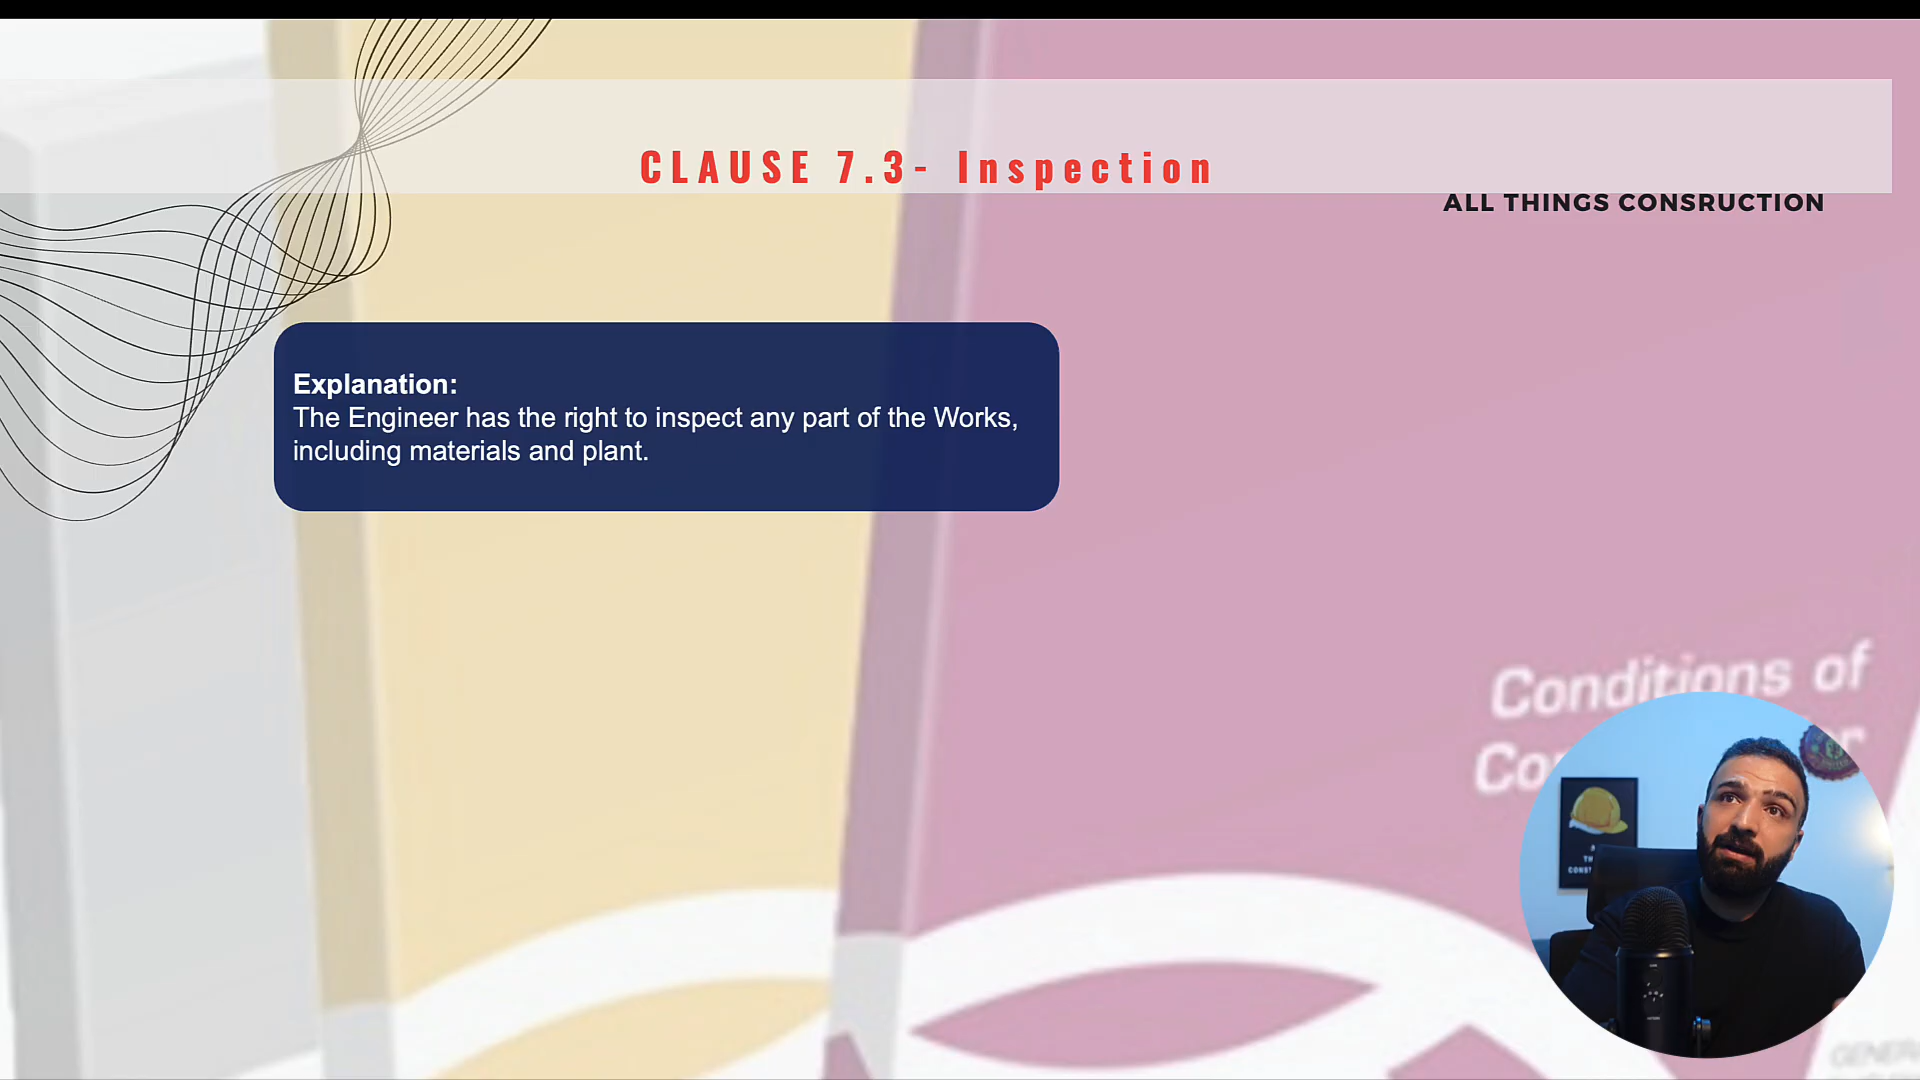 CLAUSE 7.3- Inspection
ALL THINGS CONSRUCTION
Explanation:
The Engineer has the right to inspect any part of the Works,
including materials and plant.
Conditions of